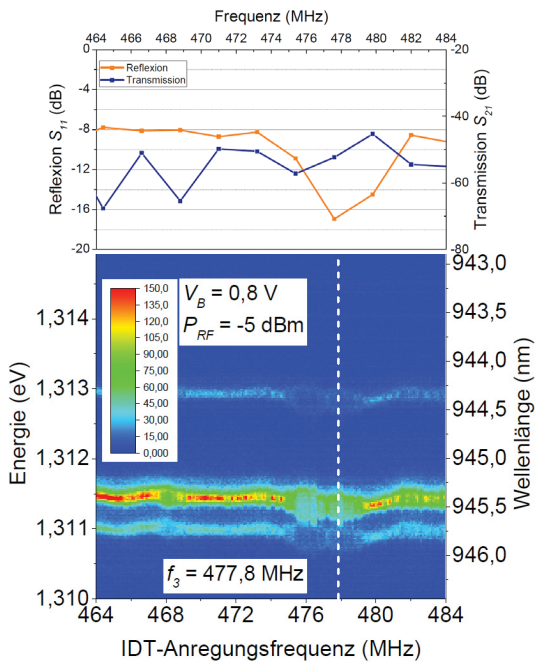 Frequenz (MHz)
464 466 468 470 472 474 476 478 480 482 484
0
-4
-8
-12
-16
-20
Reflexion S11 (dB)
Reflexion
Transmission
-20
-40
-60
-80
Transmission S21 (dB)
150,0
135,0
120,0
105,0
90,00
75,00
60,00
45,00
30,00
15,00
0,000
VB = 0,8 V
PRF = -5 dBm
1,314
1,313
1,312
1,311
1,310
Energie (eV)
943,0
943,5
944,0
944,5
945,0
945,5
946,0
Wellenlänge (nm)
f3 = 477,8 MHz
464 468 472 476 480 484
IDT-Anregungsfrequenz (MHz)